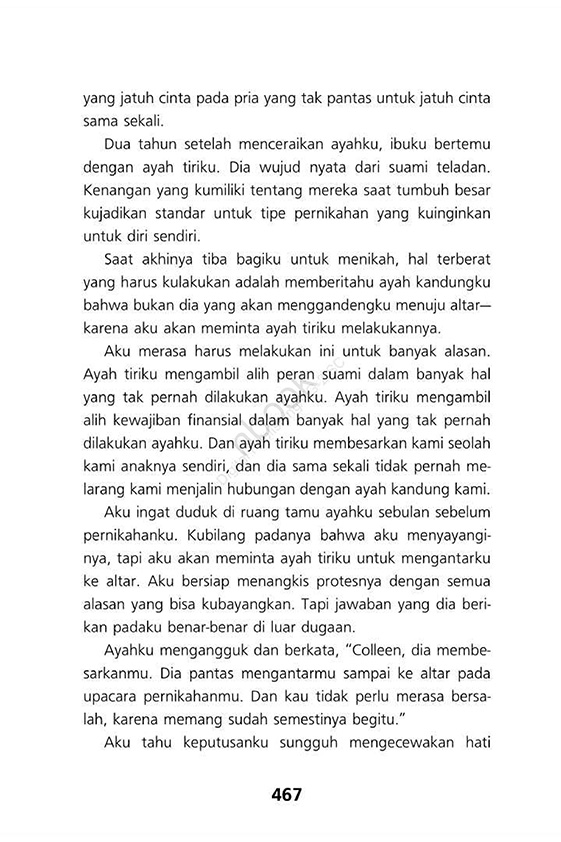 yang jatuh cinta pada pria yang tak pantas untuk jatuh cinta
sama sekali.
Dua tahun setelah menceraikan ayahku, ibuku bertemu
dengan ayah tiriku. Dia wujud nyata dari suami teladan.
Kenangan yang kumiliki tentang mereka saat tumbuh besar
kujadikan standar untuk tipe pernikahan yang kuinginkan
untuk diri sendiri.
Saat akhinya tiba bagiku untuk menikah, hal terberat
yang harus kulakukan adalah memberitahu ayah kandungku
bahwa bukan dia yang akan menggandengku menuju altar—
karena aku akan meminta ayah tiriku melakukannya.
Aku merasa harus melakukan ini untuk banyak alasan.
Ayah tiriku mengambil alih peran suami dalam banyak hal
yang tak pernah dilakukan ayahku. Ayah tiriku mengambil
alih kewajiban finansial dalam banyak hal yang tak pernah
dilakukan ayahku. Dan ayah tiriku membesarkan kami seolah
kami anaknya sendiri, dan dia sama sekali tidak pernah me-
larang kami menjalin hubungan dengan ayah kandung kami.
Aku ingat duduk di ruang tamu ayahku sebulan sebelum
pernikahanku. Kubilang padanya bahwa aku menyayangi-
nya, tapi aku akan meminta ayah tiriku untuk mengantarku
ke altar. Aku bersiap menangkis protesnya dengan semua
alasan yang bisa kubayangkan. Tapi jawaban yang dia beri-
kan padaku benar-benar di luar dugaan.
Ayahku mengangguk dan berkata, “Colleen, dia membe-
sarkanmu. Dia pantas mengantarmu sampai ke altar pada
upacara pernikahanmu. Dan kau tidak perlu merasa bersa-
lah, karena memang sudah semestinya begitu.”
Aku tahu keputusanku sungguh mengecewakan hati
467